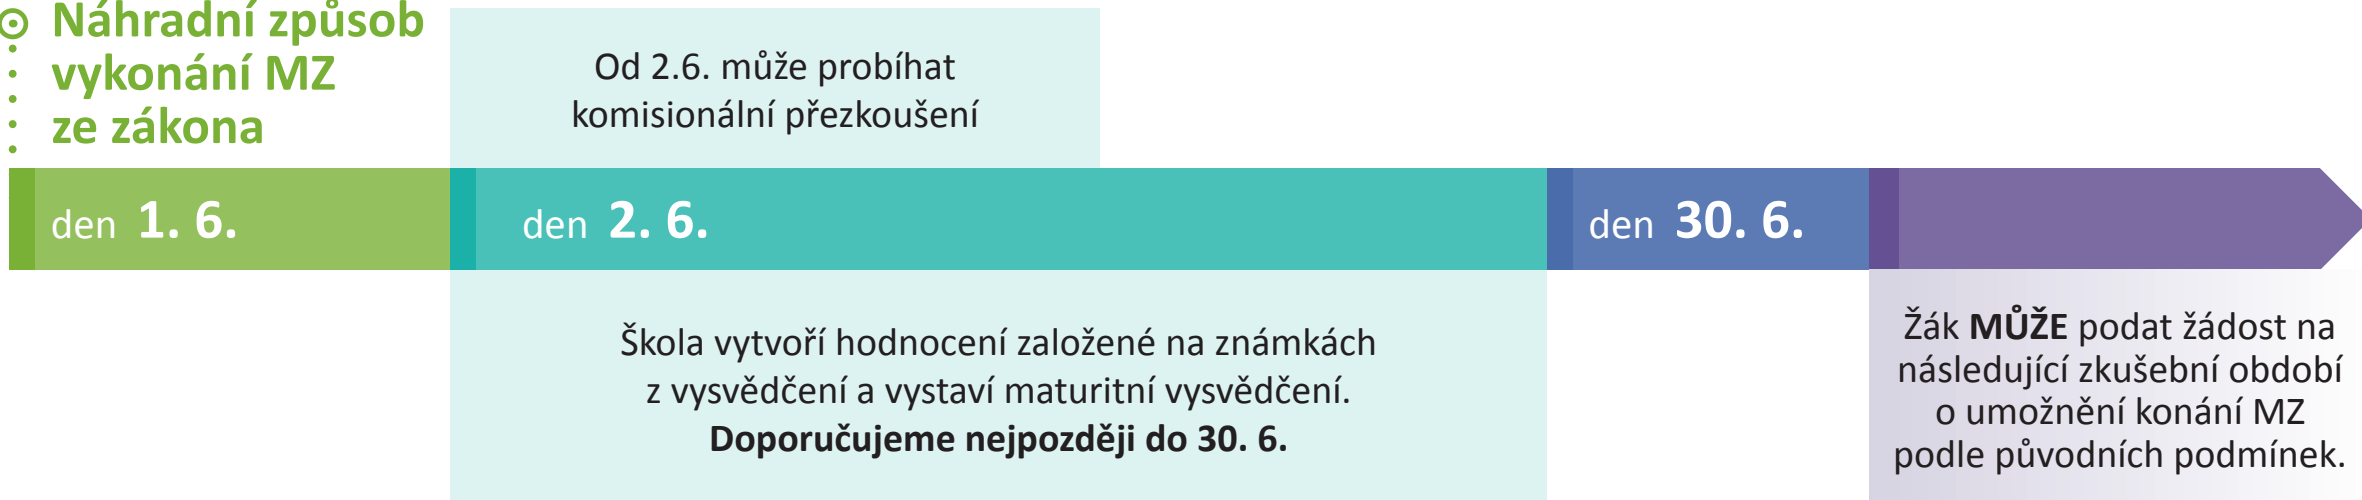 Náhradní způsob
vykonání MZ
ze zákona
Od 2.6. může probíhat
komisionální přezkoušení
den 1. 6.
den 2. 6.
den 30. 6.
Škola vytvoří hodnocení založené na známkách
z vysvědčení a vystaví maturitní vysvědčení.
Doporučujeme nejpozději do 30. 6.
Žák MŮŽE podat žádost na
následující zkušební období
o umožnění konání MZ
podle původních podmínek.